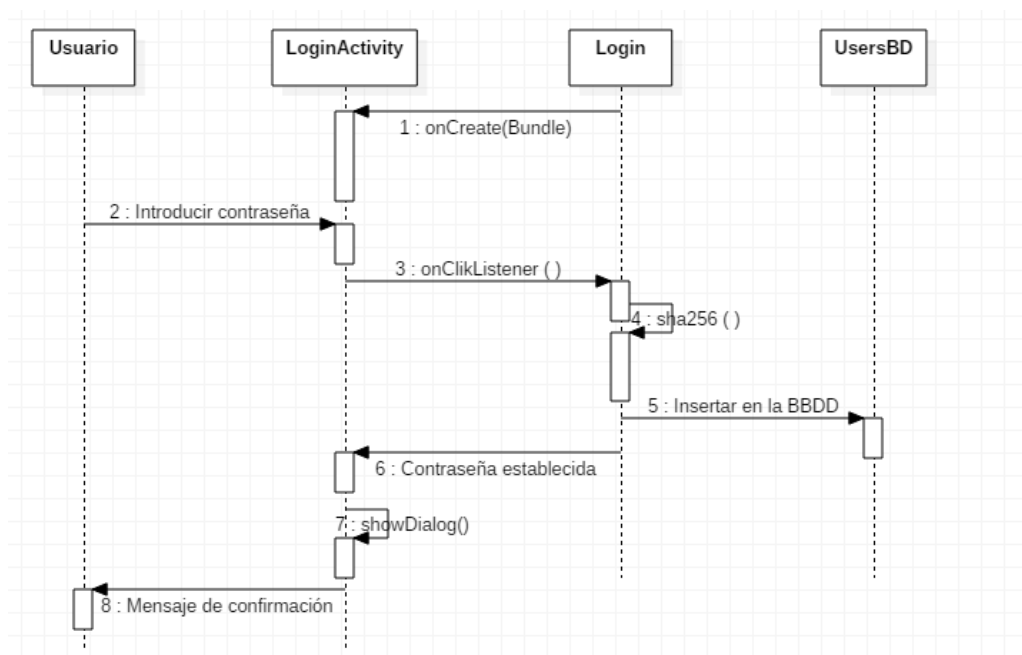 Usuario
LoginActivity
Login
UsersBD
1 : onCreate(Bundle)
2 : Introducir contraseña
3 : onClikListener ( )
4 : sha256 ( )
5 : Insertar en la BBDD
6 : Contraseña establecida
7 : showDialog()
8 : Mensaje de confirmación